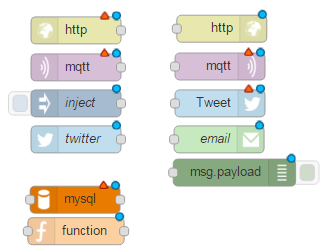 http
mqtt
inject
twitter
mysql
function
http
mqtt
Tweet
email
msg.payload